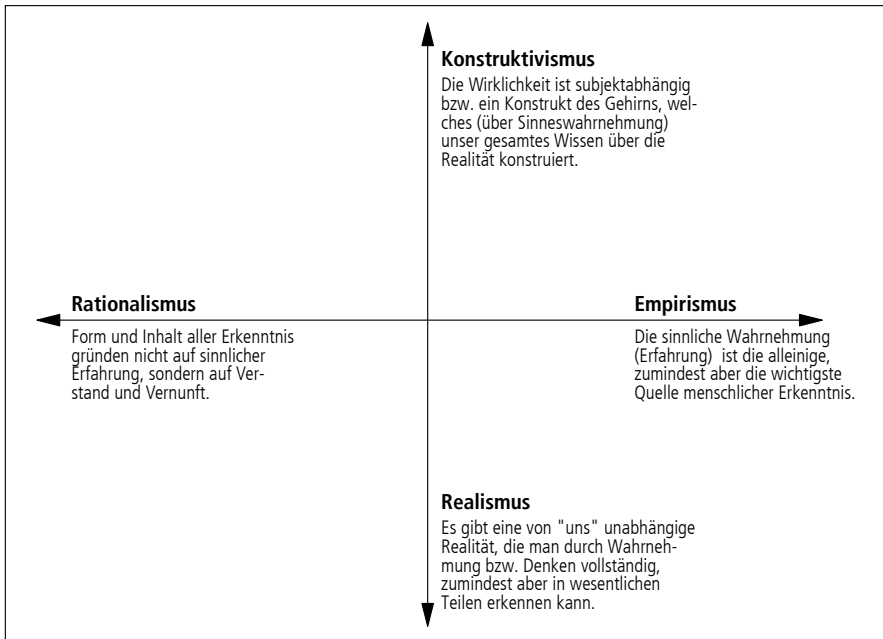 Konstruktivismus
Die Wirklichkeit ist subjektabhängig
bzw. ein Konstrukt des Gehirns, wel-
ches (über Sinneswahrnehmung)
unser gesamtes Wissen über die
Realität konstruiert.
Rationalismus
Form und Inhalt aller Erkenntnis
gründen nicht auf sinnlicher
Erfahrung, sondern auf Ver-
stand und Vernunft.
Empirismus
Die sinnliche Wahrnehmung
(Erfahrung) ist die alleinige,
zumindest aber die wichtigste
Quelle menschlicher Erkenntnis.
Realismus
Es gibt eine von "uns" unabhängige
Realität, die man durch Wahrneh-
mung bzw. Denken vollständig,
zumindest aber in wesentlichen
Teilen erkennen kann.